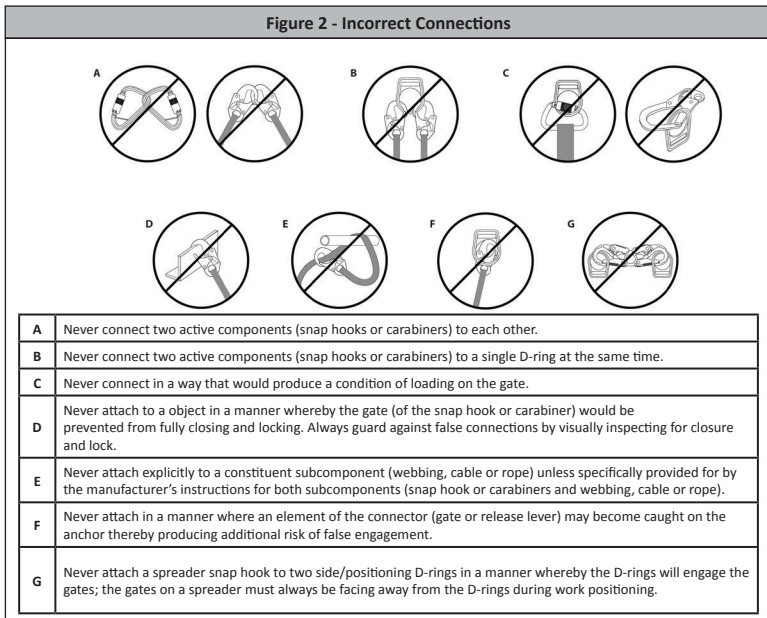 Figure 2 - Incorrect Connections
A
B
C
D
E
F
G
A Never connect two active components (snap hooks or carabiners) to each other.
B Never connect two active components (snap hooks or carabiners) to a single D-ring at the same time.
C Never connect in a way that would produce a condition of loading on the gate.
D Never attach to a object in a manner whereby the gate (of the snap hook or carabiner) would be
prevented from fully closing and locking. Always guard against false connections by visually inspecting for closure
and lock.
E Never attach explicitly to a constituent subcomponent (webbing, cable or rope) unless specifically provided for by
the manufacturer's instructions for both subcomponents (snap hook or carabiners and webbing, cable or rope).
F Never attach in a manner where an element of the connector (gate or release lever) may become caught on the
anchor thereby producing additional risk of false engagement.
G Never attach a spreader snap hook to two side/positioning D-rings in a manner whereby the D-rings will engage the
gates; the gates on a spreader must always be facing away from the D-rings during work positioning.